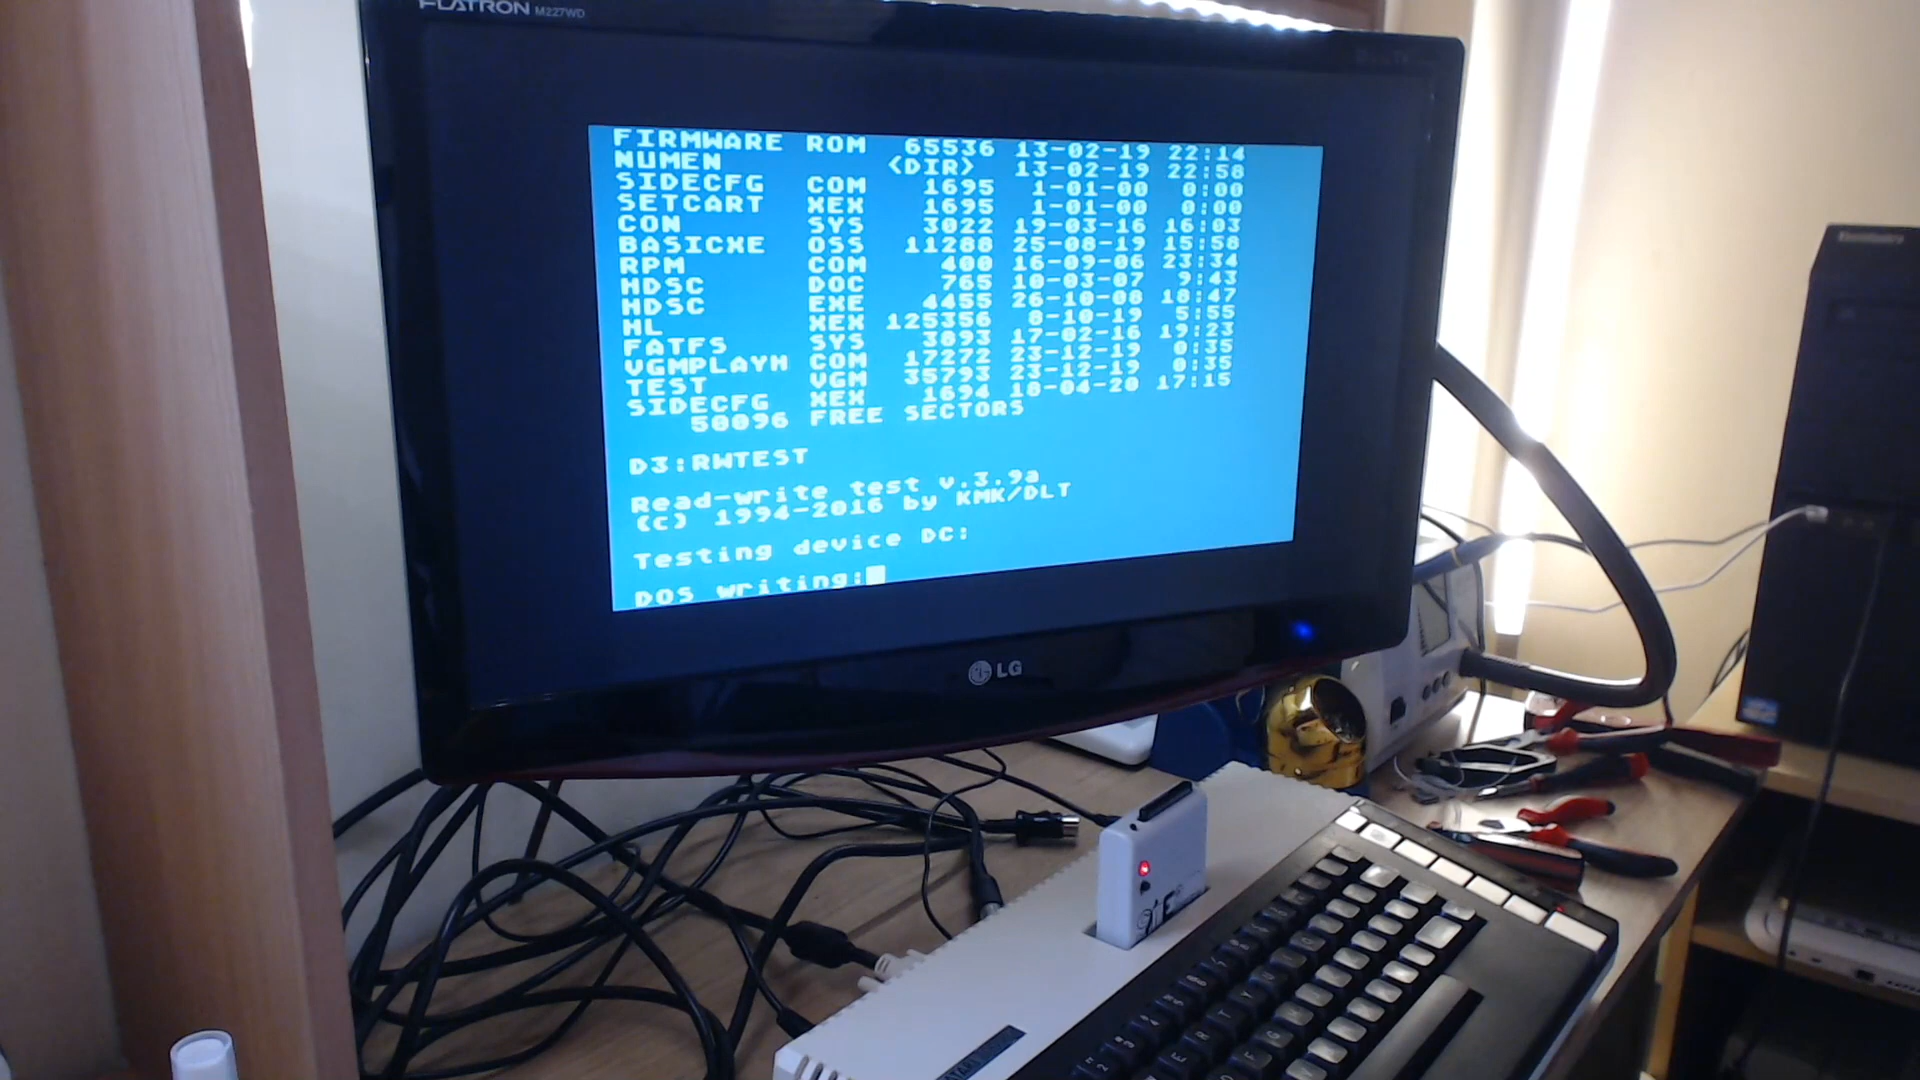 FLATRON M227WD
FIRMWARE ROM 65536 13-02-19 22:14
NUMEN <DIR> 13-02-19 22:58
SIDECFG COM 1695 1-01-00 0:00
SETCART XEX 1695 1-01-00 0:00
CON SYS 3022 19-03-16 16:03
BASICXE OSS 11288 25-08-19 15:58
RPM COM 400 16-09-06 23:34
HDSC DOC 765 10-03-07 9:43
HDSC EXE 4455 26-10-08 18:47
HL XEX 125356 8-10-19 5:55
FATFS SYS 3893 17-02-16 19:23
VGMPLAYH COM 17272 23-12-19 0:35
TEST VGM 35793 23-12-19 0:35
SIDECFG XEX 1694 18-04-20 17:15
50096 FREE SECTORS
D3:RWTEST
Read-write test v.3.9a
(c) 1994-2016 by KMK/DLT
Testing device DC:
DOS writing:
LG